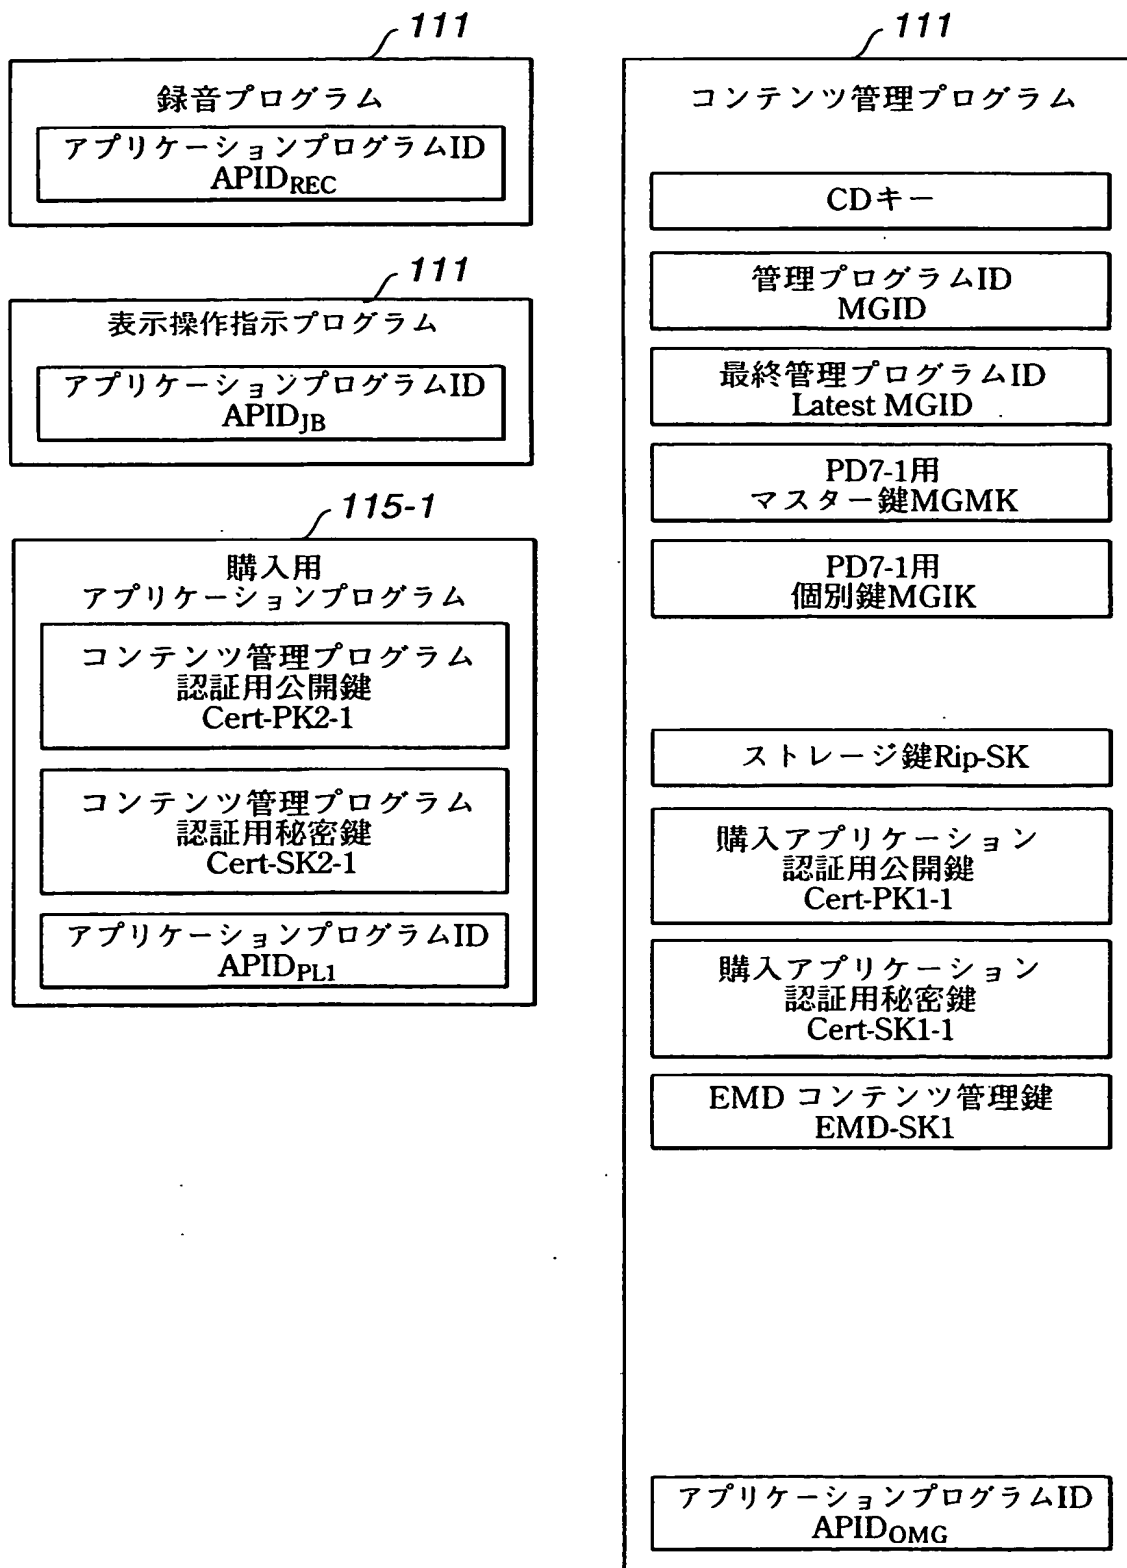 111
録音プログラム
アプリケーションプログラムID
APIDREC
111
表示操作指示プログラム
アプリケーションプログラムID
APIDJB
115-1
購入用
アプリケーションプログラム
コンテンツ管理プログラム
認証用公開鍵
Cert-PK2-1
コンテンツ管理プログラム
認証用秘密鍵
Cert-SK2-1
アプリケーションプログラムID
APIDPL1
111
コンテンツ管理プログラム
CDキー
管理プログラムID
MGID
最終管理プログラムID
Latest MGID
PD7-1用
マスター鍵MGMK
PD7-1用
個別鍵MGIK
ストレージ鍵Rip-SK
購入アプリケーション
認証用公開鍵
Cert-PK1-1
購入アプリケーション
認証用秘密鍵
Cert-SK1-1
EMD コンテンツ管理鍵
EMD-SK1
アプリケーションプログラムID
APIDOMG